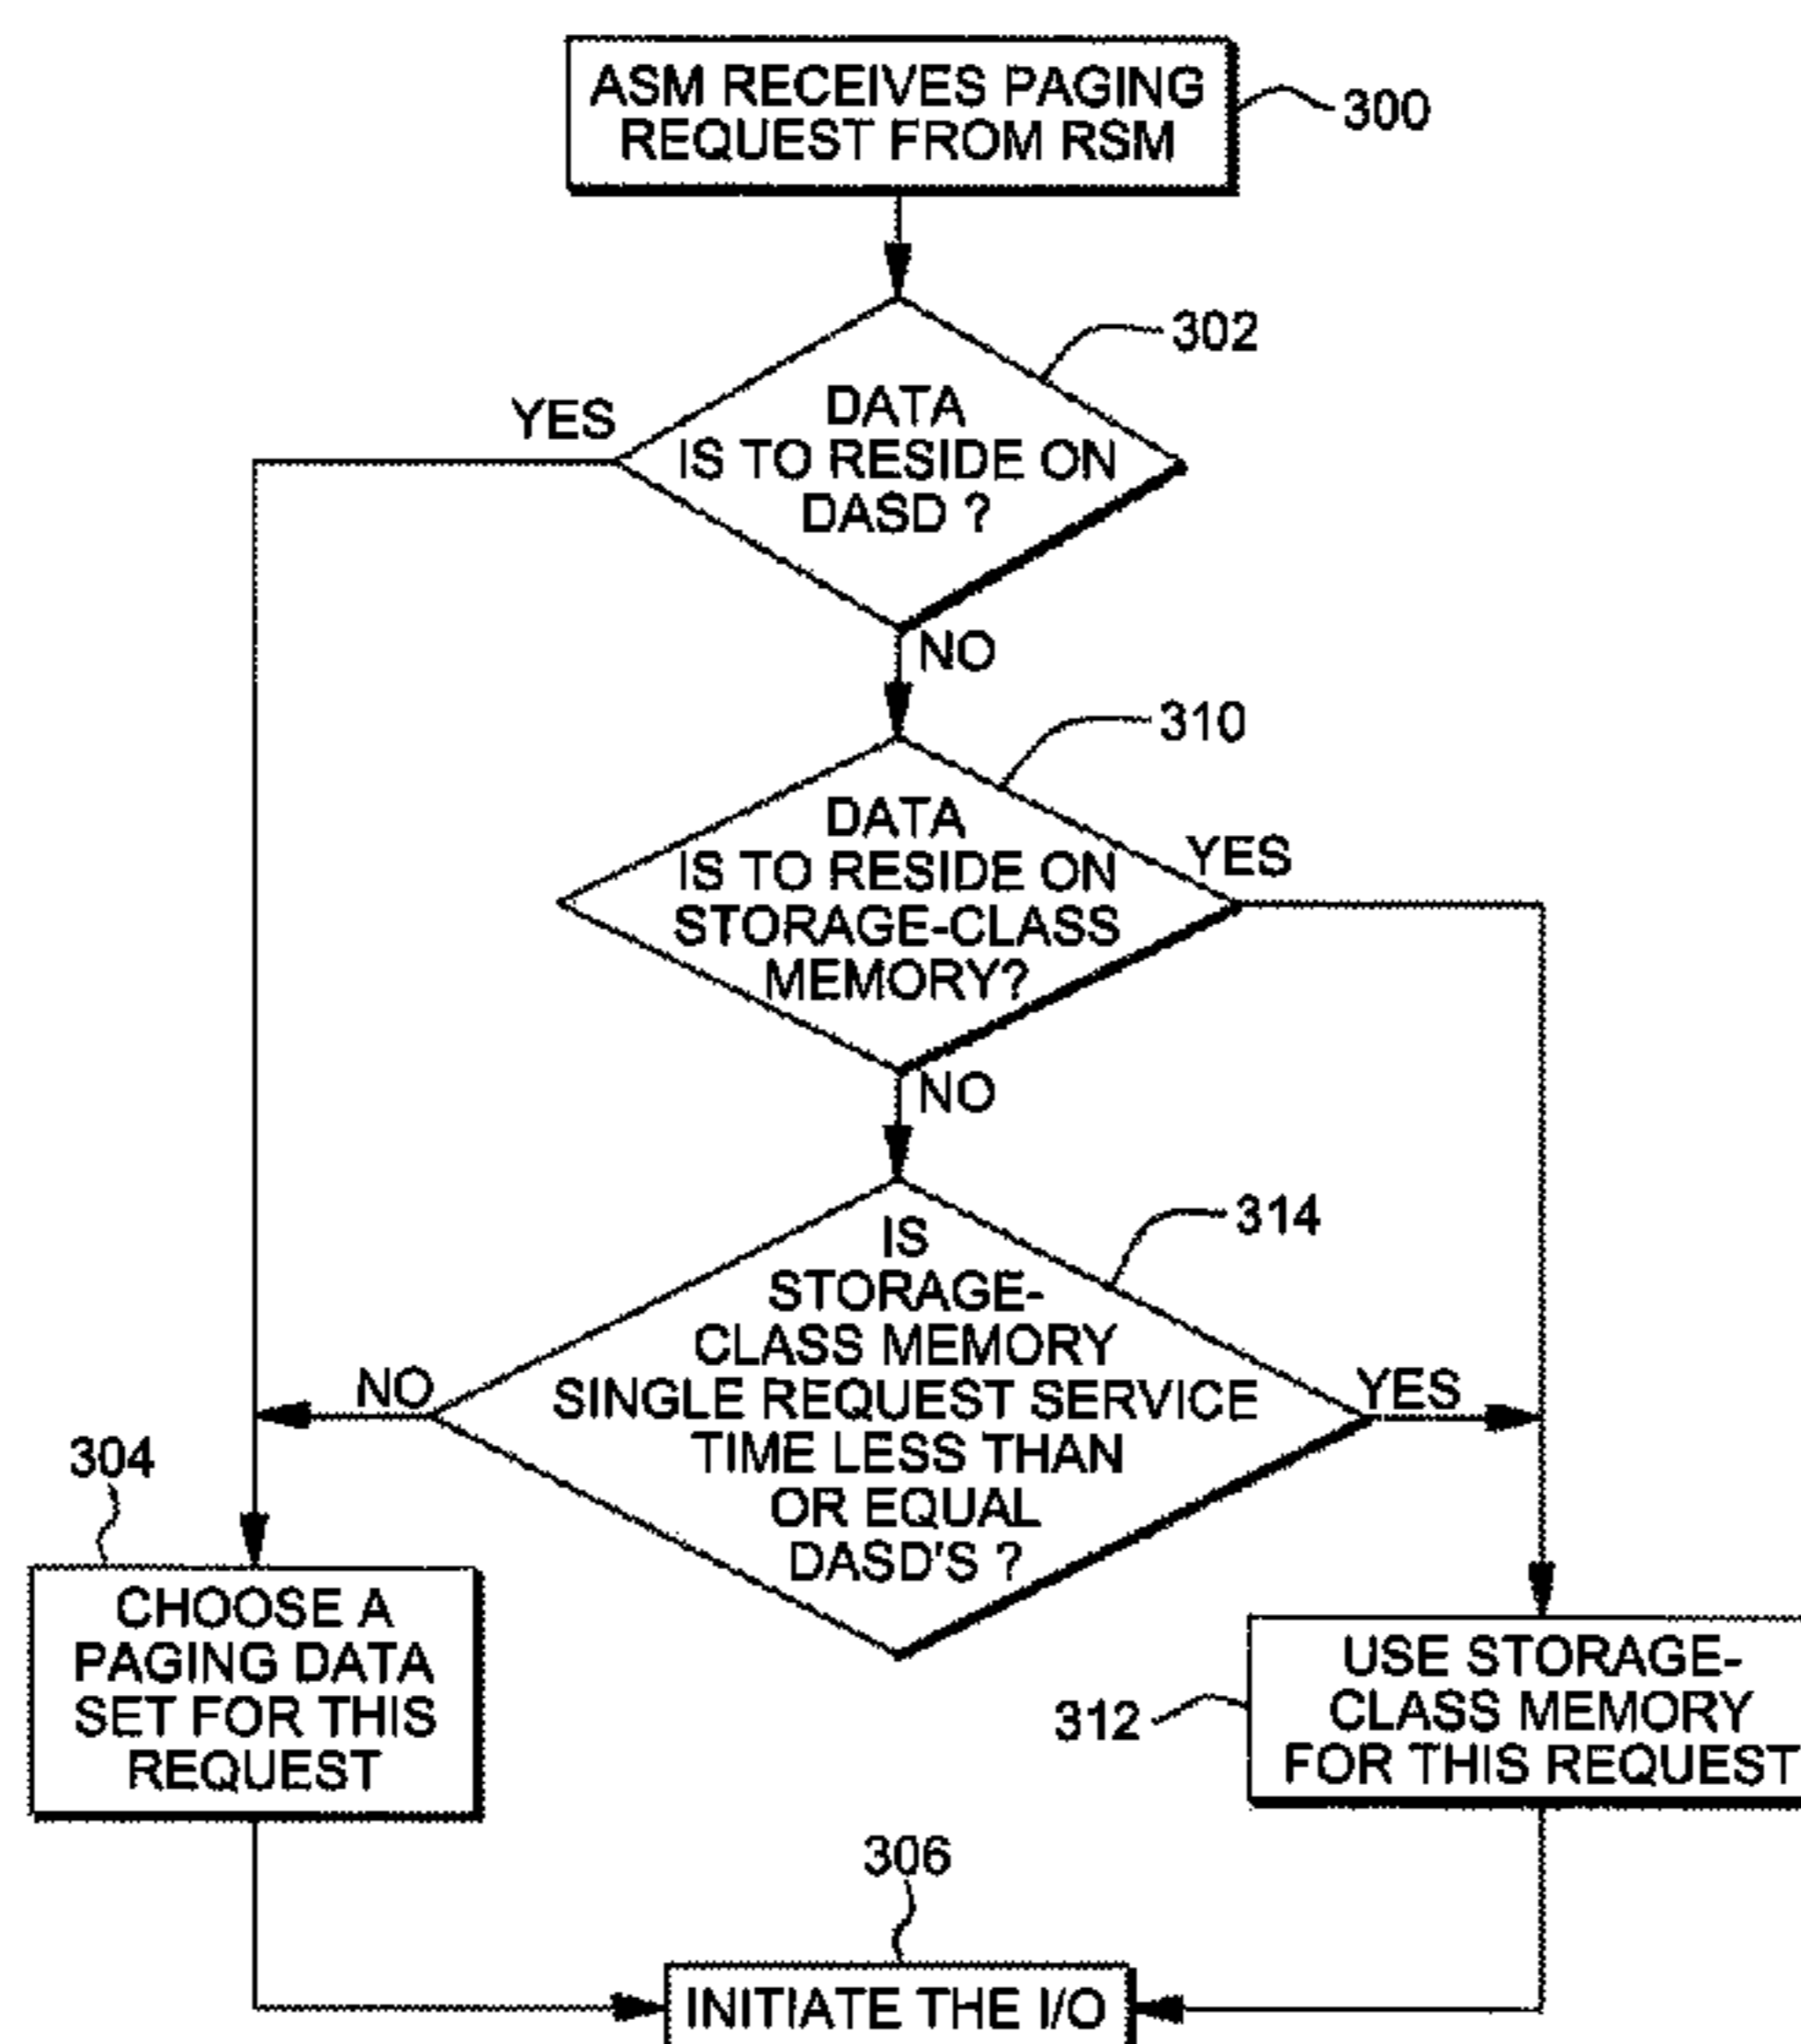 ASM RECEIVES PAGING
REQUEST FROM RSM
300
302
YES
DATA
IS TO RESIDE ON
DASD ?
NO
310
DATA
IS TO RESIDE ON
STORAGE-CLASS
MEMORY?
YES
NO
314
IS
STORAGE-
CLASS MEMORY
SINGLE REQUEST SERVICE
TIME LESS THAN
OR EQUAL
DASD'S ?
NO
YES
304
CHOOSE A
PAGING DATA
SET FOR THIS
REQUEST
312
USE STORAGE-
CLASS MEMORY
FOR THIS REQUEST
306
INITIATE THE I/O